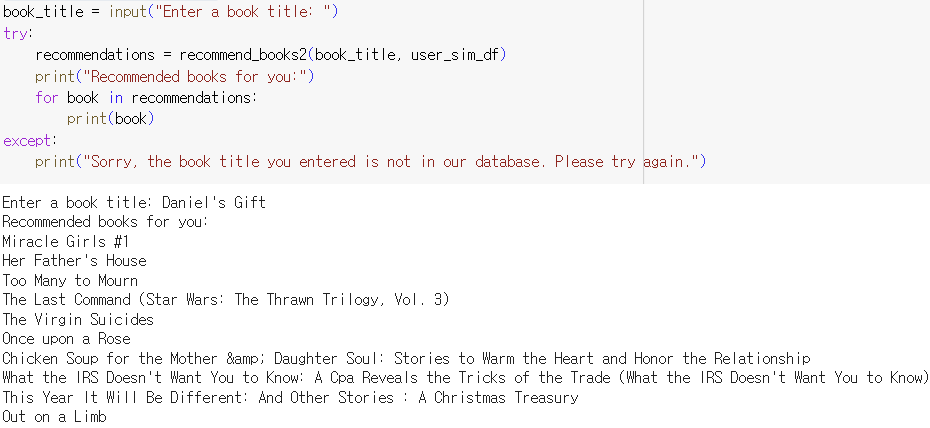 book_title = input("Enter a book title: ")
try:
    recommendations = recommend_books2(book_title, user_sim_df)
    print("Recommended books for you:")
    for book in recommendations:
        print(book)
except:
    print("Sorry, the book title you entered is not in our database. Please try again.")
Enter a book title: Daniel's Gift
Recommended books for you:
Miracle Girls #1
Her Father's House
Too Many to Mourn
The Last Command (Star Wars: The Thrawn Trilogy, Vol. 3)
The Virgin Suicides
Once upon a Rose
Chicken Soup for the Mother &amp; Daughter Soul: Stories to Warm the Heart and Honor the Relationship
What the IRS Doesn't Want You to Know: A Cpa Reveals the Tricks of the Trade (What the IRS Doesn't Want You to Know)
This Year It Will Be Different: And Other Stories : A Christmas Treasury
Out on a Limb